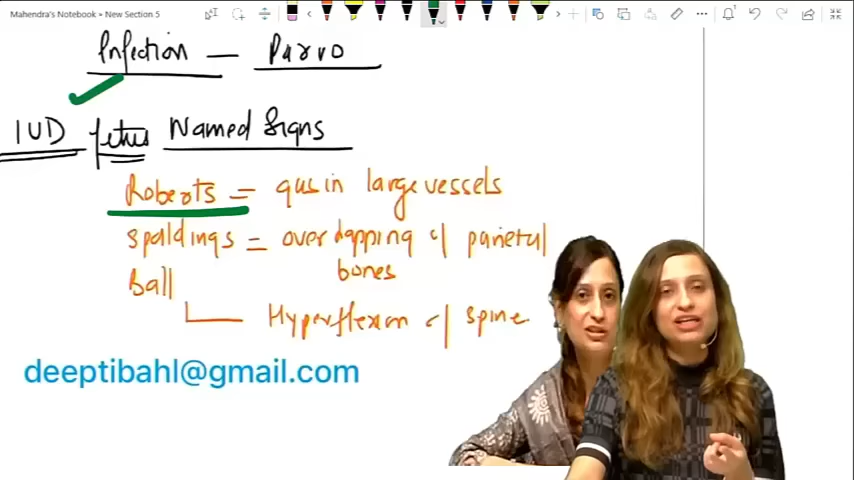 Mahendra's Notebook > New Section 5
Infection — Parvo
IUD fetus Named Signs
Roberts = gas in large vessels
spaldings = overlapping of parietal
bones
Ball
Hyperflexion of spine
deeptibahl@gmail.com